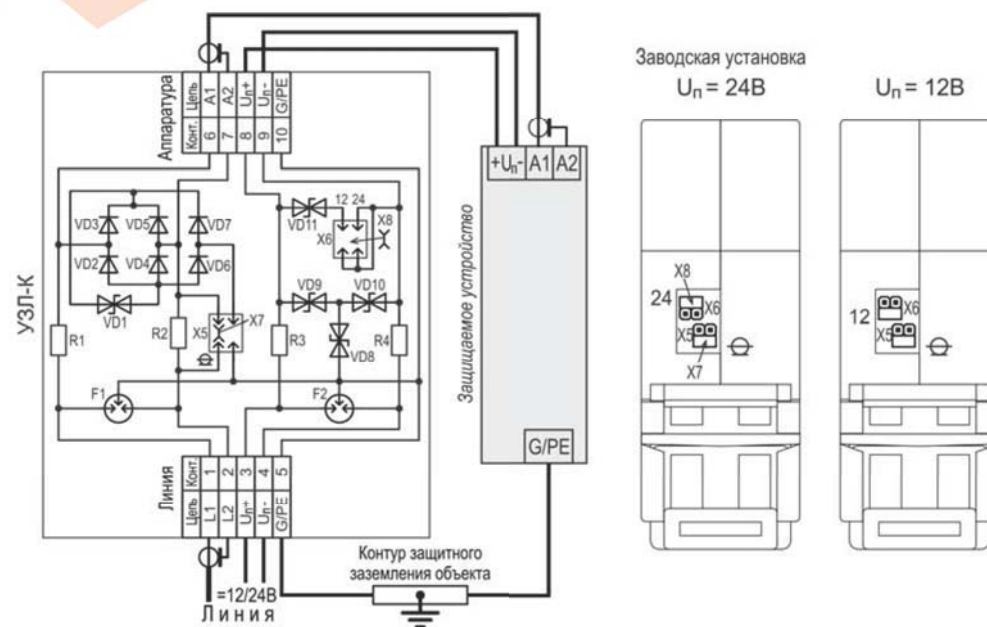 Аппаратура
Цепь A1 A2 Uп+ Uп- G/PE
Конт. 6 7 8 9 10
УЗЛ-К
VD3 VD5 VD7
VD2 VD4 VD6
VD1
R1
R2
X5
X7
VD11
12 24
X8
X6
VD9
VD10
R3
VD8
R4
F1
F2
Линия
Конт. 1 2 3 4 5
Цепь L1 L2 Uп+ Uп- G/PE
=12/24В
Линия
Контур защитного
заземления объекта
Защищаемое устройство
+Uп- A1 A2
G/PE
Заводская установка
Uп = 24В
X8
24
X6
X5
X7
Uп = 12В
12
X6
X5